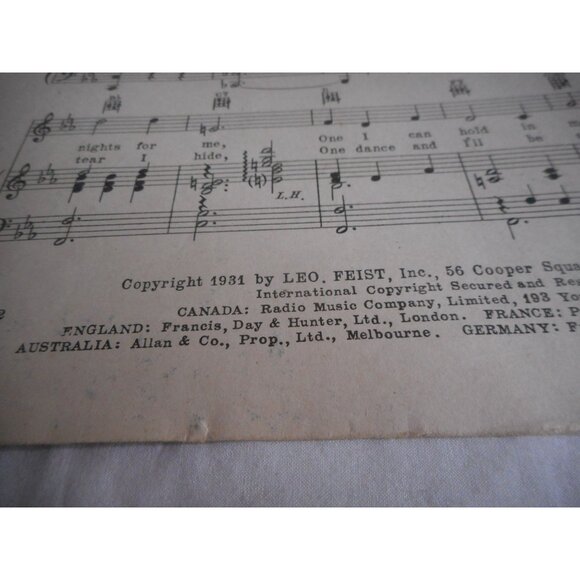 nights for me, One I can hold in m
tear I hide, One dance and I'll be
L.H.
Copyright 1931 by LEO. FEIST, Inc., 56 Cooper Squa
International Copyright Secured and Re
CANADA: Radio Music Company, Limited, 193 Yo
ENGLAND: Francis, Day & Hunter, Ltd., London. FRANCE: P
AUSTRALIA: Allan & Co., Prop., Ltd., Melbourne. GERMANY: F
2